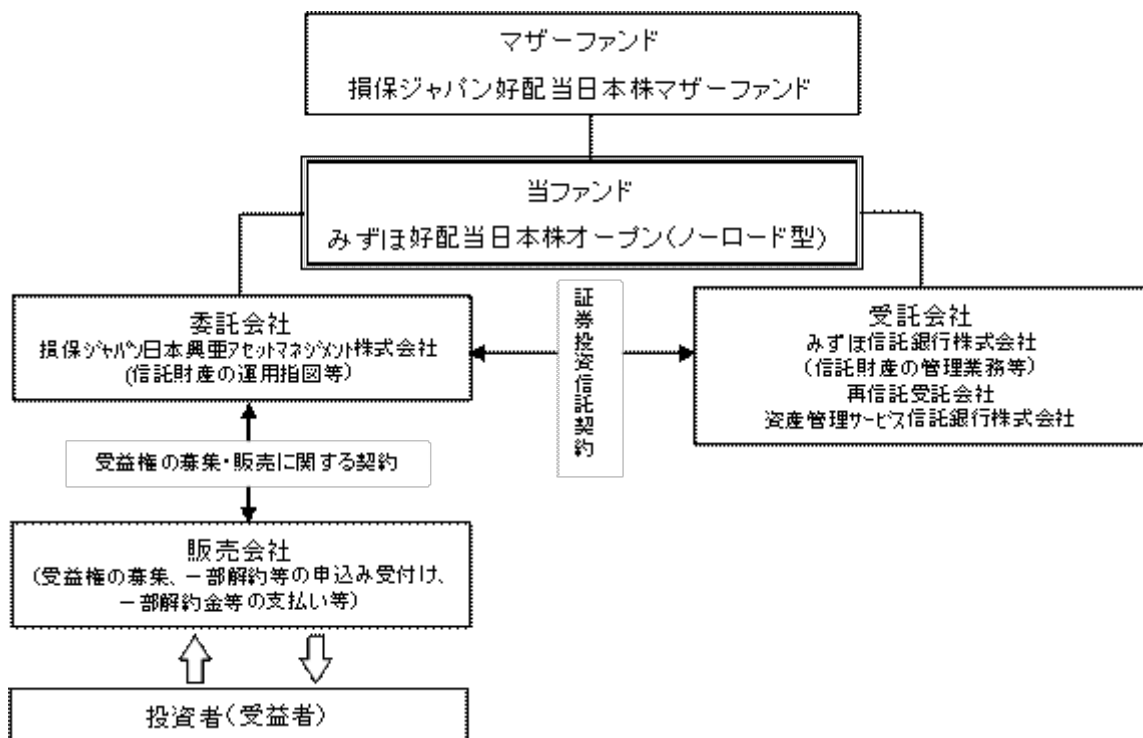 マザーファンド
損保ジャパン好配当日本株マザーファンド
当ファンド
みずほ好配当日本株オープン(ノーロード型)
委託会社
損保ジャパン日本興亜アセットマネジメント株式会社
(信託財産の運用指図等)
証券投資信託契約
受託会社
みずほ信託銀行株式会社
(信託財産の管理業務等)
再信託受託会社
資産管理サービス信託銀行株式会社
受益権の募集・販売に関する契約
販売会社
(受益権の募集、一部解約等の申込み受付け、
一部解約金等の支払い等)
投資者(受益者)